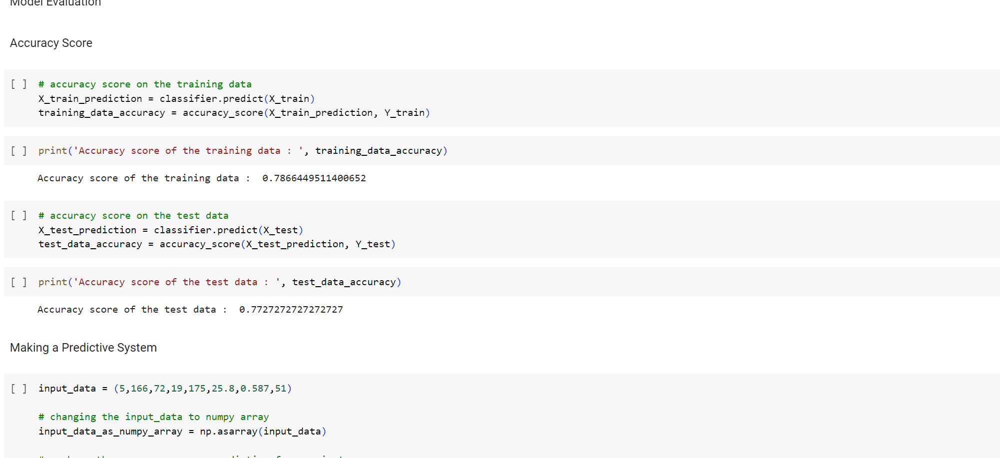 Model Evaluation
Accuracy Score
[ ] # accuracy score on the training data
X_train_prediction = classifier.predict(X_train)
training_data_accuracy = accuracy_score(X_train_prediction, Y_train)
[ ] print('Accuracy score of the training data : ', training_data_accuracy)
Accuracy score of the training data :  0.7866449511400652
[ ] # accuracy score on the test data
X_test_prediction = classifier.predict(X_test)
test_data_accuracy = accuracy_score(X_test_prediction, Y_test)
[ ] print('Accuracy score of the test data : ', test_data_accuracy)
Accuracy score of the test data :  0.7727272727272727
Making a Predictive System
[ ] input_data = (5,166,72,19,175,25.8,0.587,51)
# changing the input_data to numpy array
input_data_as_numpy_array = np.asarray(input_data)